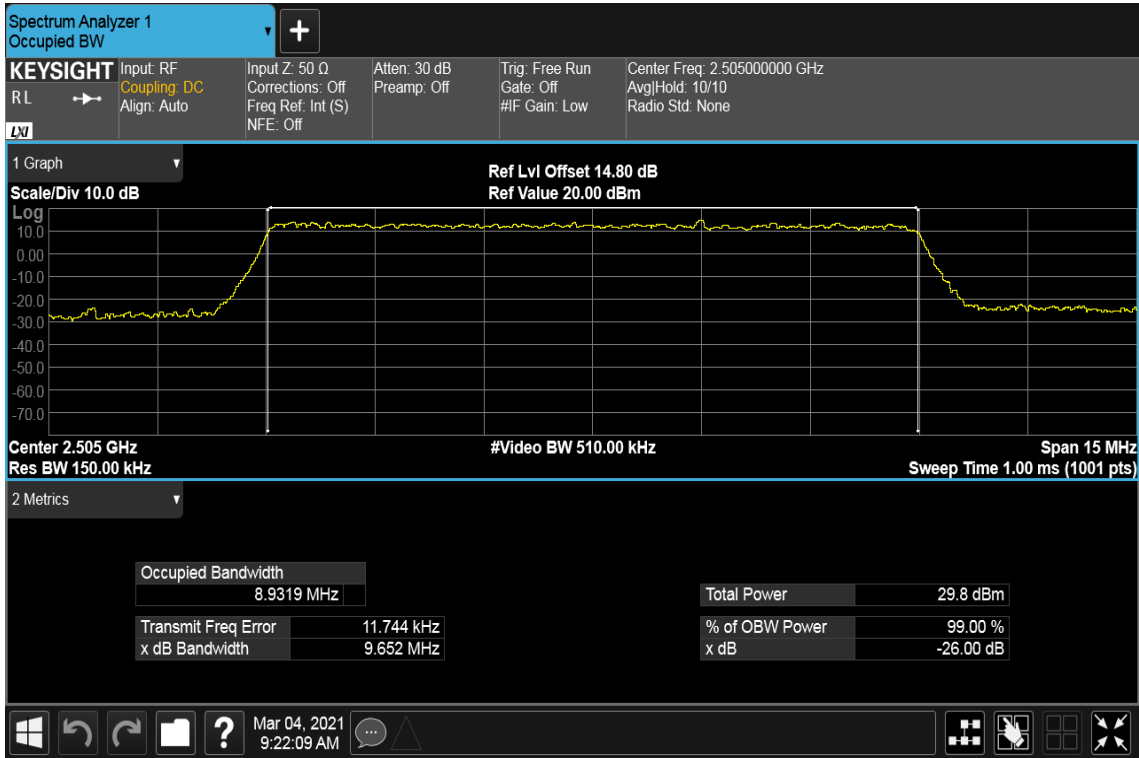 Spectrum Analyzer 1
Occupied BW
+
KEYSIGHT
R L
LXI
Input: RF
Coupling: DC
Align: Auto
Input Z: 50 Ω
Corrections: Off
Freq Ref: Int (S)
NFE: Off
Atten: 30 dB
Preamp: Off
Trig: Free Run
Gate: Off
#IF Gain: Low
Center Freq: 2.505000000 GHz
Avg|Hold: 10/10
Radio Std: None
1 Graph
Scale/Div 10.0 dB
Ref Lvl Offset 14.80 dB
Ref Value 20.00 dBm
Log
10.0
0.00
-10.0
-20.0
-30.0
-40.0
-50.0
-60.0
-70.0
Center 2.505 GHz
Res BW 150.00 kHz
#Video BW 510.00 kHz
Span 15 MHz
Sweep Time 1.00 ms (1001 pts)
2 Metrics
Occupied Bandwidth
8.9319 MHz
Transmit Freq Error 11.744 kHz
x dB Bandwidth 9.652 MHz
Total Power 29.8 dBm
% of OBW Power 99.00 %
x dB -26.00 dB
?
Mar 04, 2021
9:22:09 AM